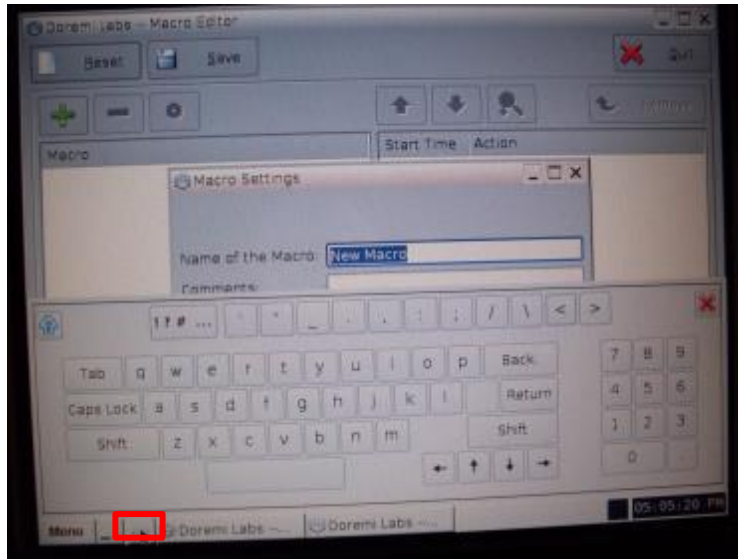 Doremi Labs - Macro Editor
Reset
Save
Quit
Macro
Start Time
Action
Macro Settings
Name of the Macro:
New Macro
Comments:
! ? # ...
_ . , : ; / \ < >
Tab q w e r t y u i o p Back
7 8 9
Caps Lock a s d f g h j k l Return
4 5 6
Shift z x c v b n m Shift
1 2 3
0 .
Menu
Doremi Labs -...
Doremi Labs -...
05:05:20 PM